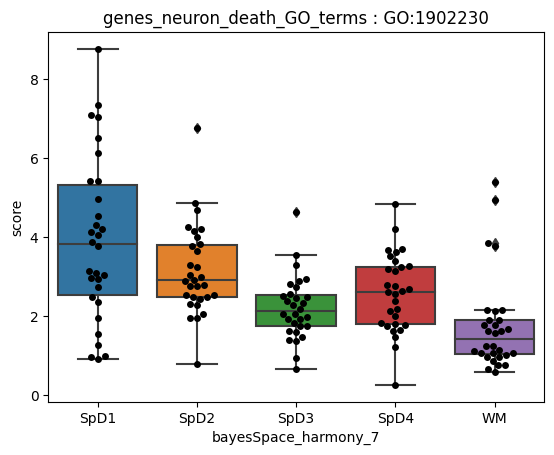 genes_neuron_death_GO_terms : GO:1902230
score
8
6
4
2
0
SpD1 SpD2 SpD3 SpD4 WM
bayesSpace_harmony_7